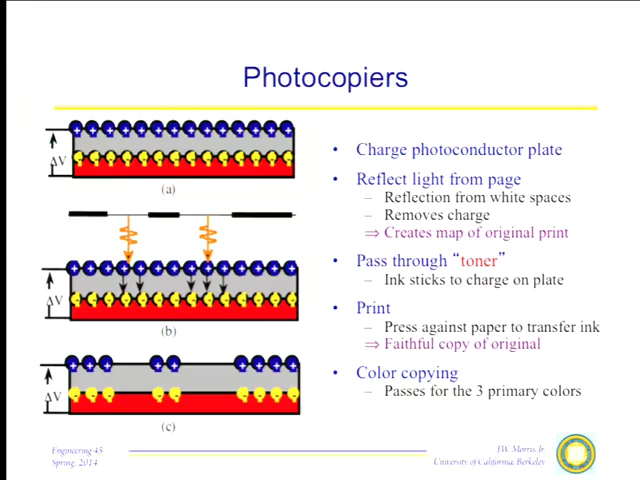 Photocopiers
ΔV
(a)
ΔV
(b)
ΔV
(c)
• Charge photoconductor plate
• Reflect light from page
– Reflection from white spaces
– Removes charge
⇒ Creates map of original print
• Pass through “toner”
– Ink sticks to charge on plate
• Print
– Press against paper to transfer ink
⇒ Faithful copy of original
• Color copying
– Passes for the 3 primary colors
Engineering 45
Spring, 2014
J.W. Morris, Jr.
University of California, Berkeley